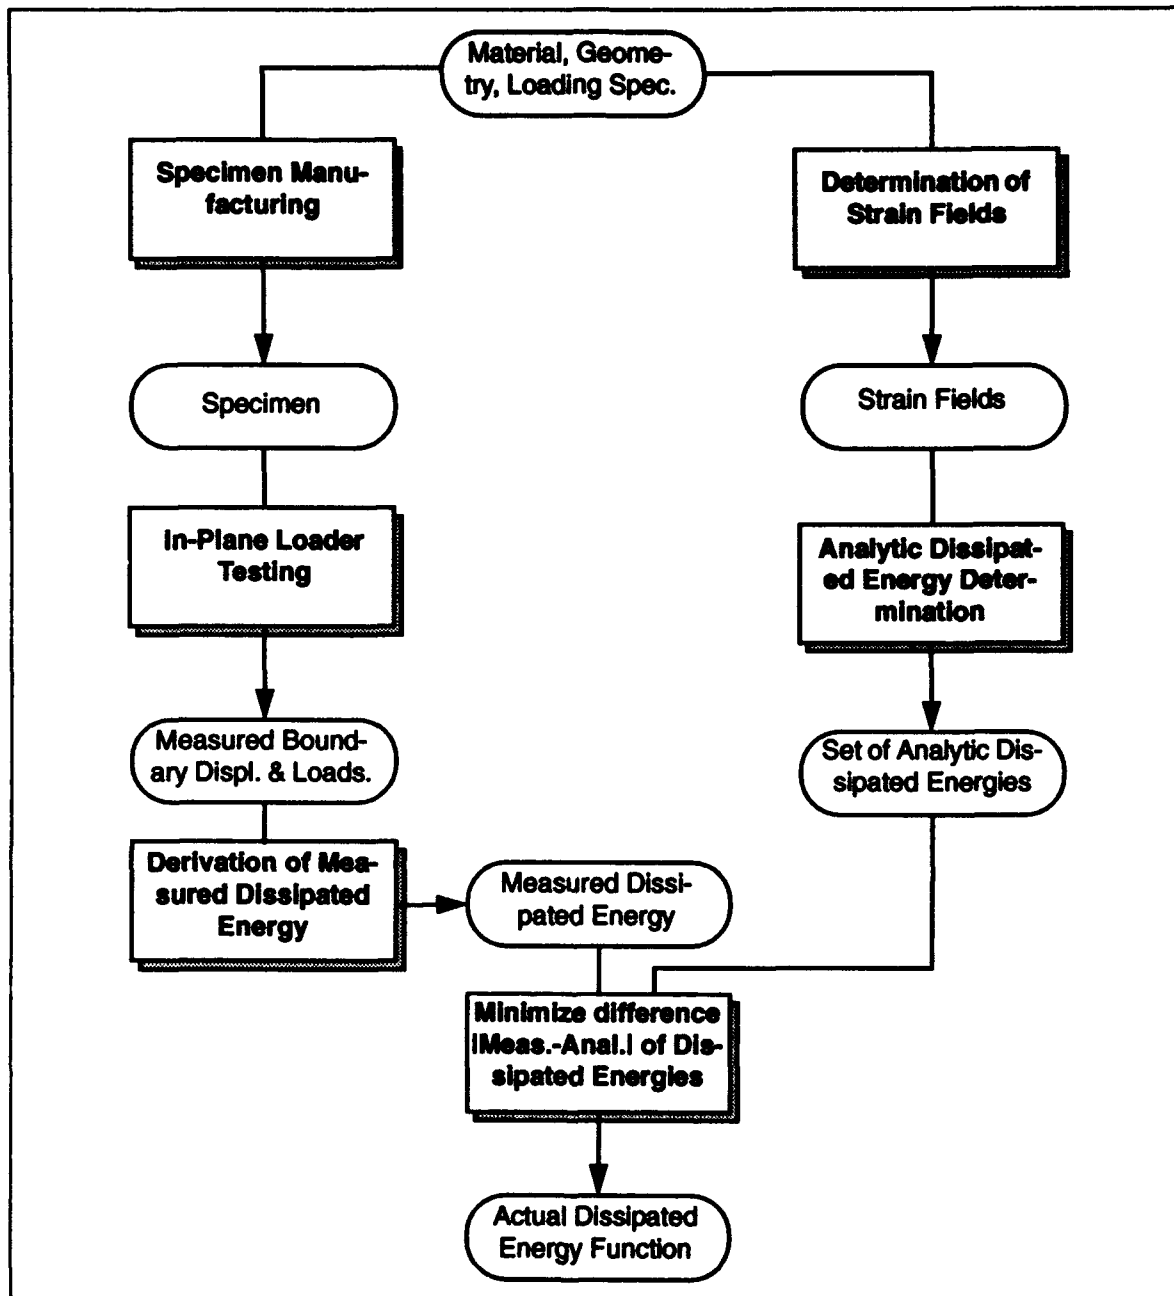 Material, Geome-
try, Loading Spec.
Specimen Manu-
facturing
Determination of
Strain Fields
Specimen
Strain Fields
In-Plane Loader
Testing
Analytic Dissipat-
ed Energy Deter-
mination
Measured Bound-
ary Displ. & Loads.
Set of Analytic Dis-
sipated Energies
Derivation of Mea-
sured Dissipated
Energy
Measured Dissi-
pated Energy
Minimize difference
|Meas.-Anal.| of Dis-
sipated Energies
Actual Dissipated
Energy Function